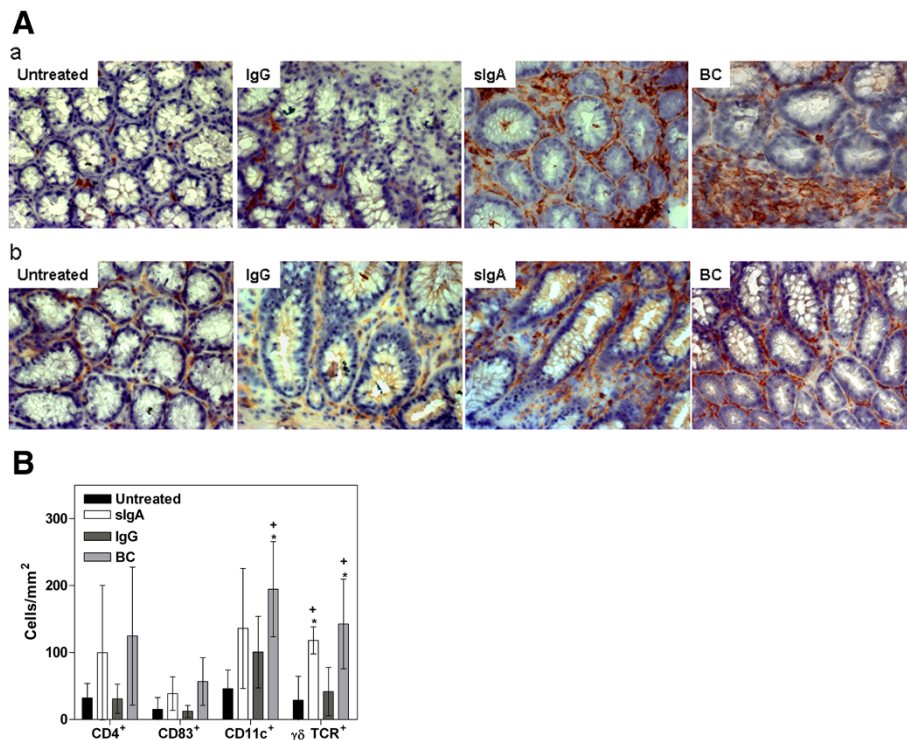 A
a
Untreated IgG sIgA BC
b
Untreated IgG sIgA BC
B
Untreated
sIgA
IgG
BC
Cells/mm²
300
200
100
0
+
*
+
*
+
*
CD4⁺ CD83⁺ CD11c⁺ γδ TCR⁺